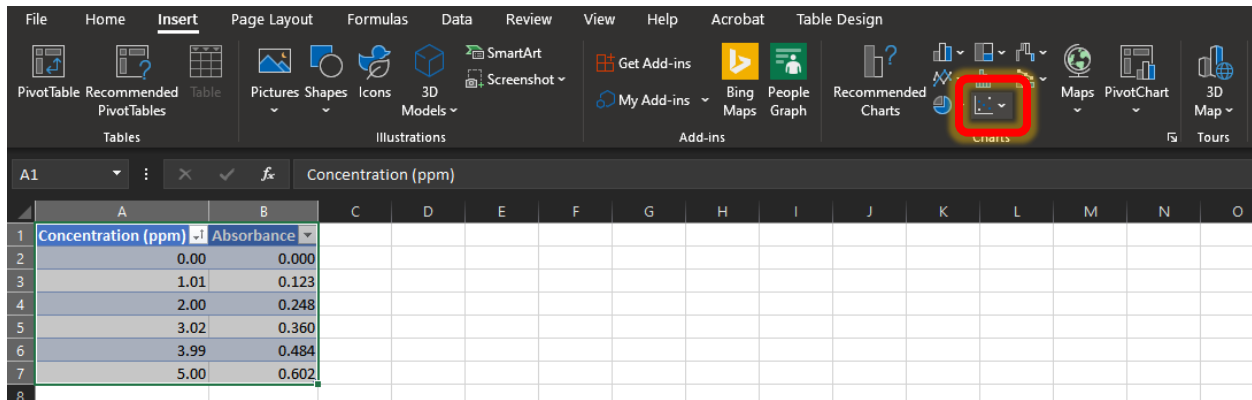 File Home Insert Page Layout Formulas Data Review View Help Acrobat Table Design
PivotTable Recommended PivotTables Table
Tables
Pictures Shapes Icons 3D Models
SmartArt
Screenshot
Illustrations
Get Add-ins
My Add-ins
Bing Maps People Graph
Add-ins
Recommended Charts
Maps PivotChart
Charts
3D Map
Tours
A1 fx Concentration (ppm)
A B C D E F G H I J K L M N O
1 Concentration (ppm) Absorbance
2 0.00 0.000
3 1.01 0.123
4 2.00 0.248
5 3.02 0.360
6 3.99 0.484
7 5.00 0.602
8